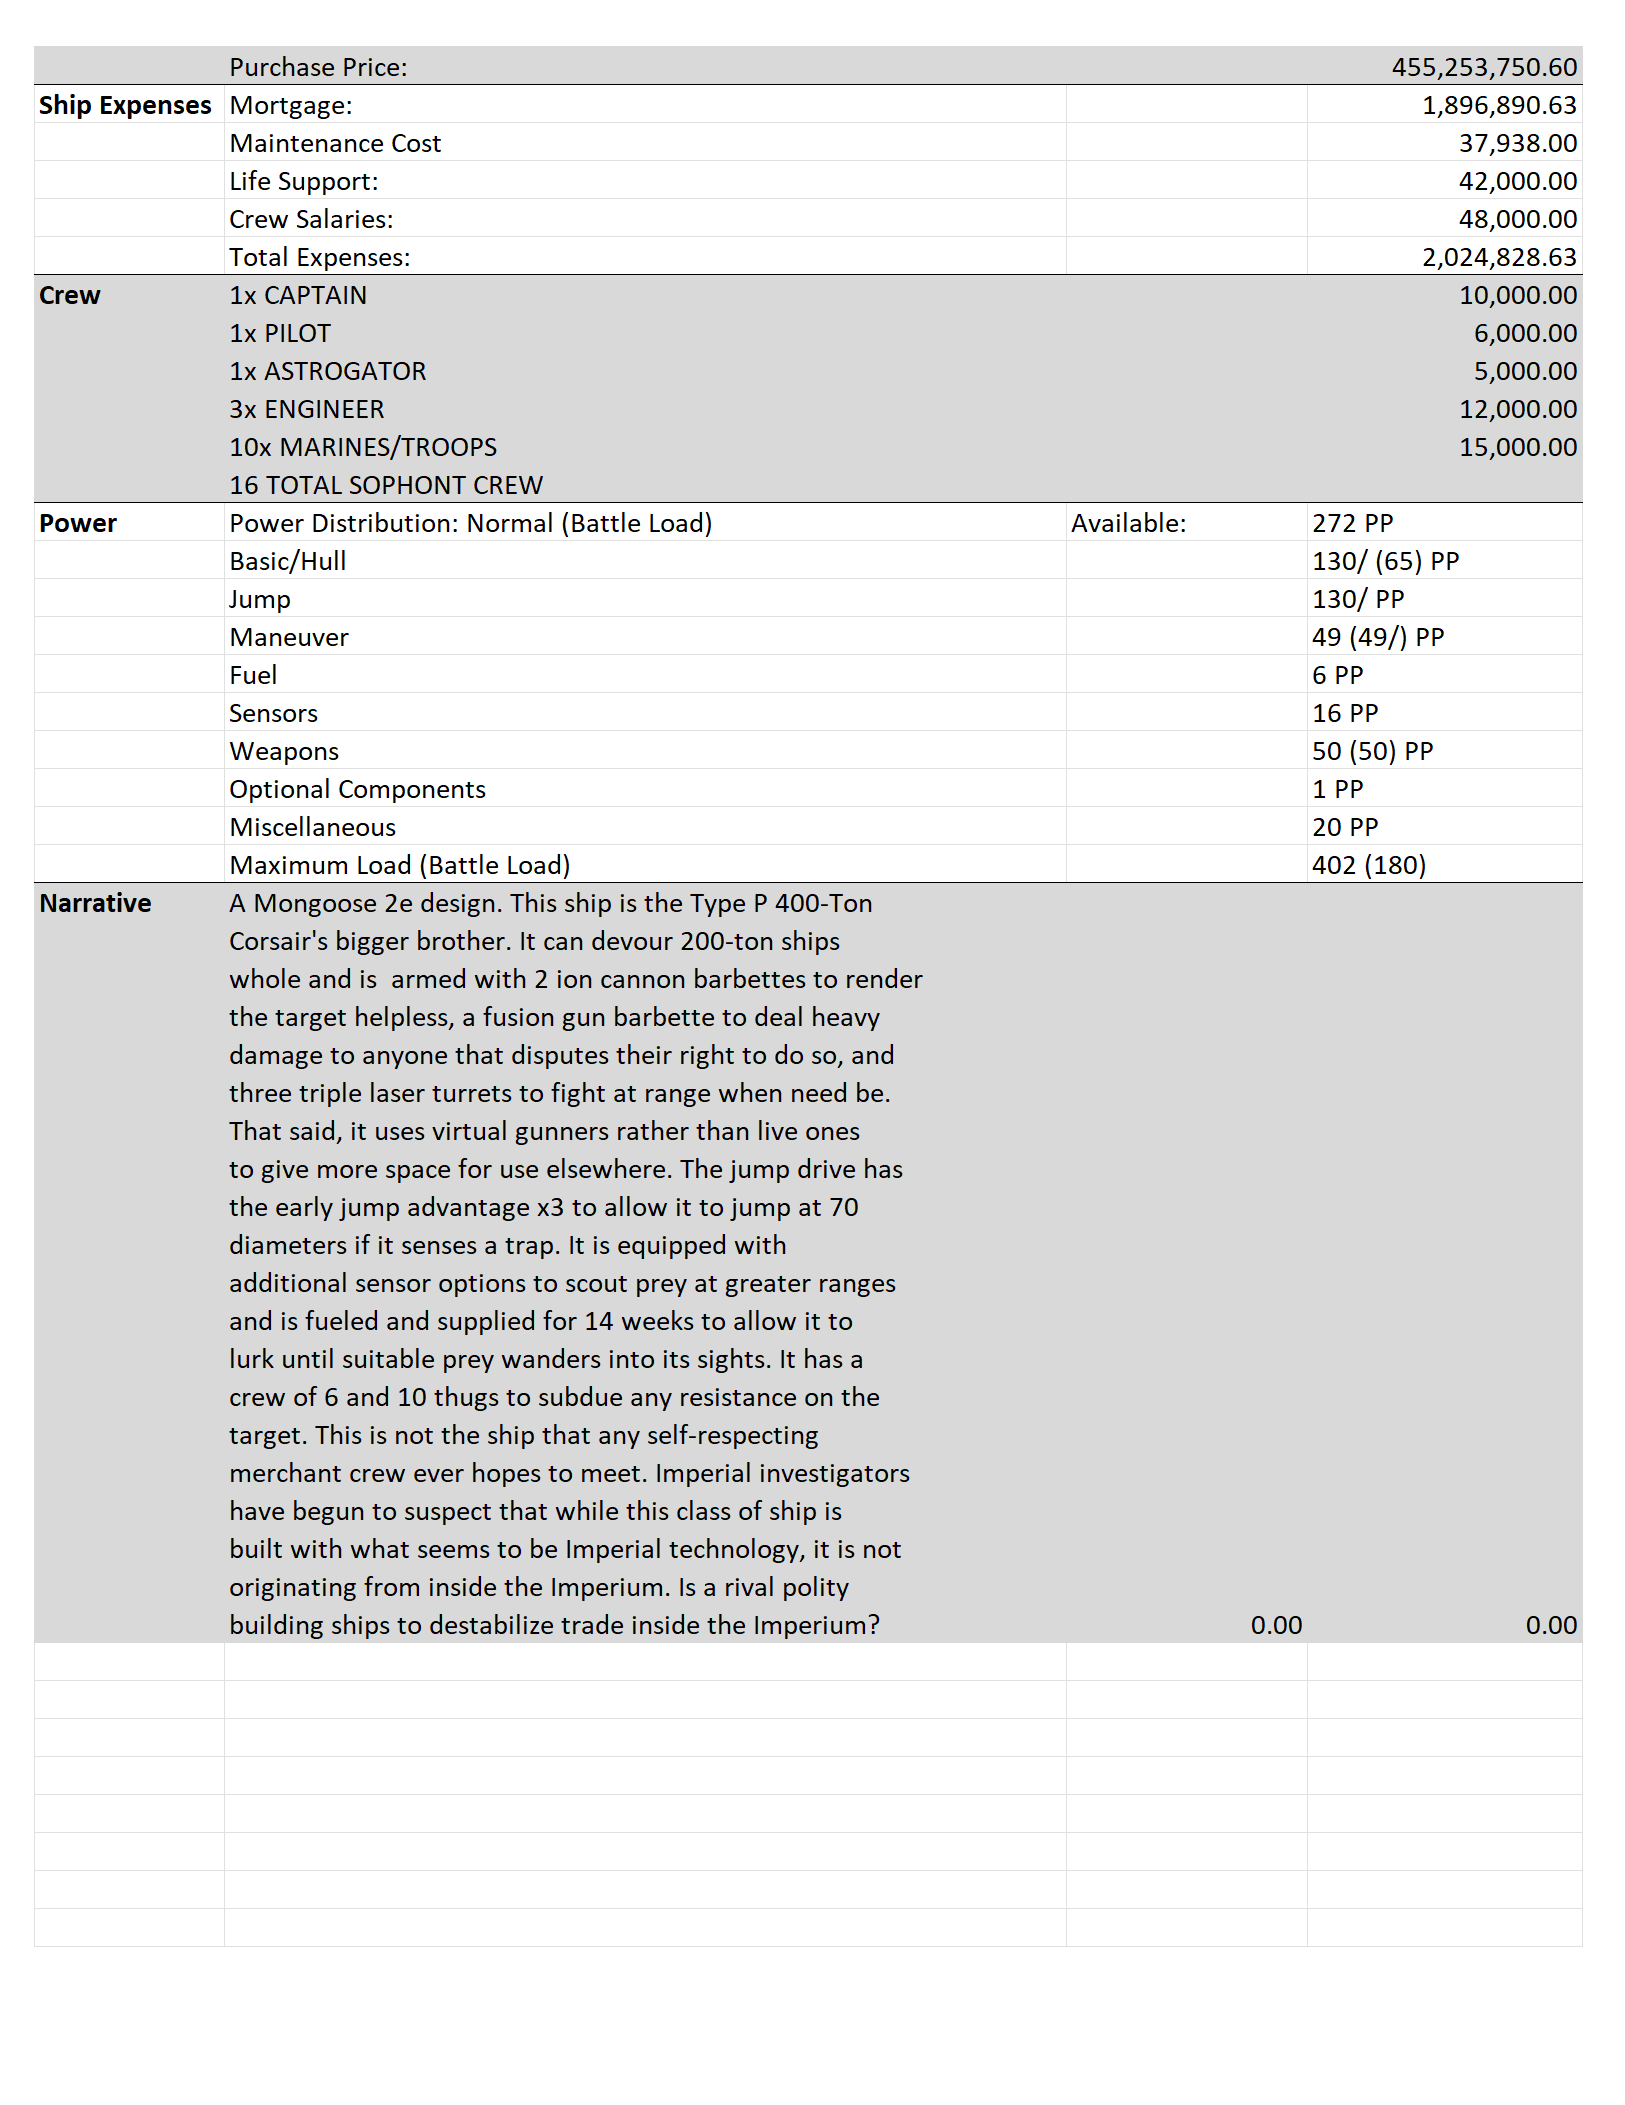 Purchase Price: 455,253,750.60
Ship Expenses Mortgage: 1,896,890.63
Maintenance Cost 37,938.00
Life Support: 42,000.00
Crew Salaries: 48,000.00
Total Expenses: 2,024,828.63
Crew 1x CAPTAIN 10,000.00
1x PILOT 6,000.00
1x ASTROGATOR 5,000.00
3x ENGINEER 12,000.00
10x MARINES/TROOPS 15,000.00
16 TOTAL SOPHONT CREW
Power Power Distribution: Normal (Battle Load) Available: 272 PP
Basic/Hull 130/ (65) PP
Jump 130/ PP
Maneuver 49 (49/) PP
Fuel 6 PP
Sensors 16 PP
Weapons 50 (50) PP
Optional Components 1 PP
Miscellaneous 20 PP
Maximum Load (Battle Load) 402 (180)
Narrative A Mongoose 2e design. This ship is the Type P 400-Ton
Corsair's bigger brother. It can devour 200-ton ships
whole and is  armed with 2 ion cannon barbettes to render
the target helpless, a fusion gun barbette to deal heavy
damage to anyone that disputes their right to do so, and
three triple laser turrets to fight at range when need be.
That said, it uses virtual gunners rather than live ones
to give more space for use elsewhere. The jump drive has
the early jump advantage x3 to allow it to jump at 70
diameters if it senses a trap. It is equipped with
additional sensor options to scout prey at greater ranges
and is fueled and supplied for 14 weeks to allow it to
lurk until suitable prey wanders into its sights. It has a
crew of 6 and 10 thugs to subdue any resistance on the
target. This is not the ship that any self-respecting
merchant crew ever hopes to meet. Imperial investigators
have begun to suspect that while this class of ship is
built with what seems to be Imperial technology, it is not
originating from inside the Imperium. Is a rival polity
building ships to destabilize trade inside the Imperium? 0.00 0.00